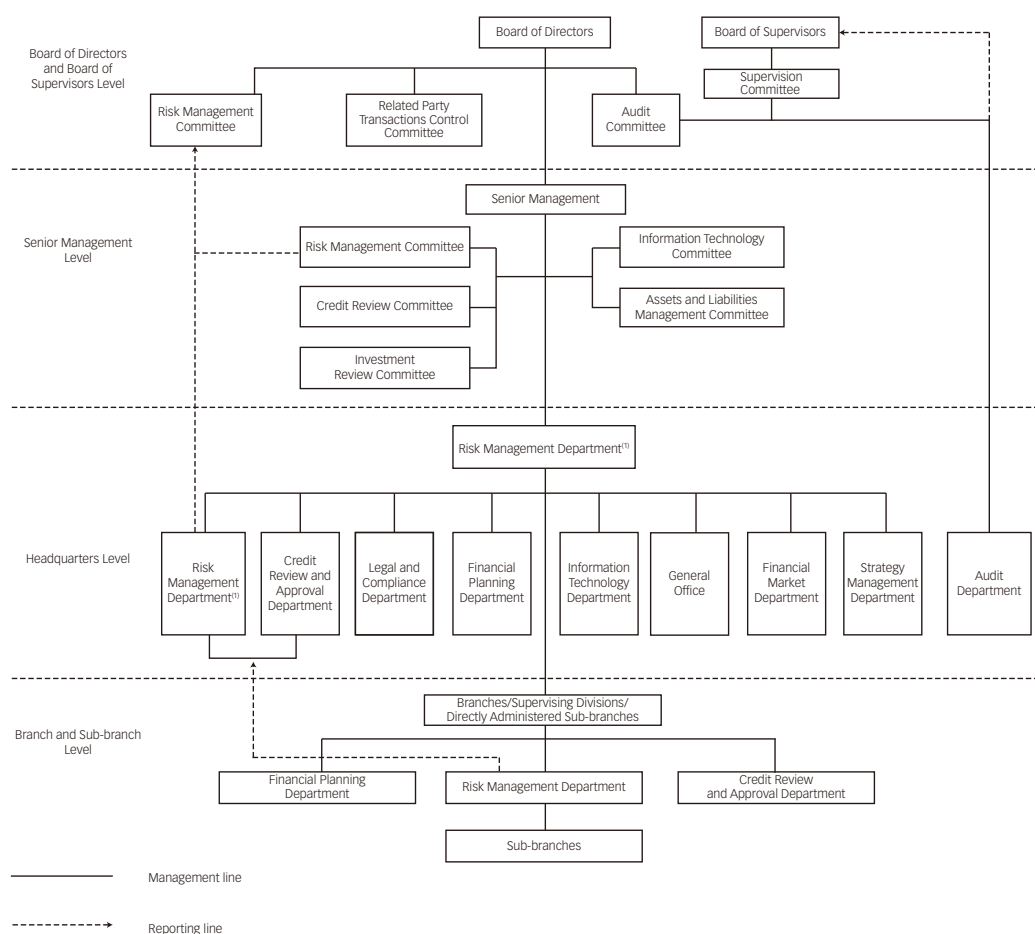 Board of Directors
Board of Supervisors
Board of Directors
and Board of
Supervisors Level
Supervision
Committee
Risk Management
Committee
Related Party
Transactions Control
Committee
Audit
Committee
Senior Management
Senior Management
Level
Risk Management Committee
Information Technology
Committee
Credit Review Committee
Assets and Liabilities
Management Committee
Investment
Review Committee
Risk Management Department(1)
Headquarters Level
Risk
Management
Department(1)
Credit
Review and
Approval
Department
Legal and
Compliance
Department
Financial
Planning
Department
Information
Technology
Department
General
Office
Financial
Market
Department
Strategy
Management
Department
Audit
Department
Branches/Supervising Divisions/
Directly Administered Sub-branches
Branch and Sub-branch
Level
Financial Planning
Department
Risk Management Department
Credit Review
and Approval Department
Sub-branches
Management line
Reporting line